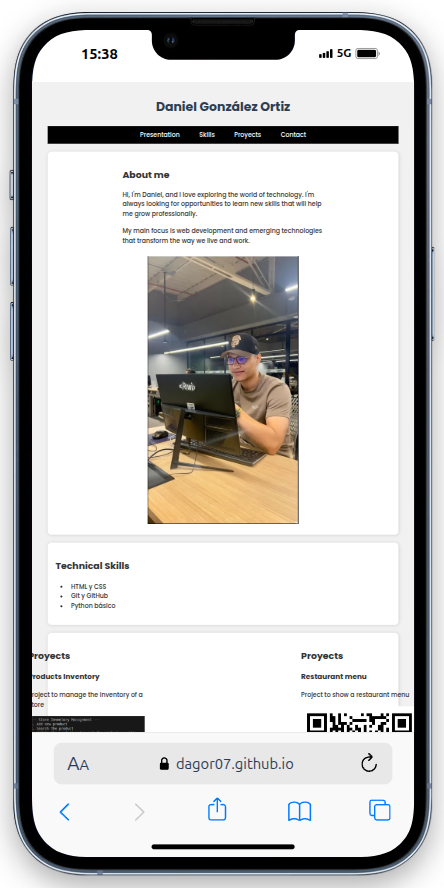 15:38
5G
Daniel González Ortiz
Presentation Skills Proyects Contact
About me
Hi, I'm Daniel, and I love exploring the world of technology. I'm
always looking for opportunities to learn new skills that will help
me grow professionally.
My main focus is web development and emerging technologies
that transform the way we live and work.
Technical Skills
HTML y CSS
Git y GitHub
Python básico
Proyects
Products Inventory
roject to manage the inventory of a
tore
Proyects
Restaurant menu
Project to show a restaurant menu
AA
dagor07.github.io